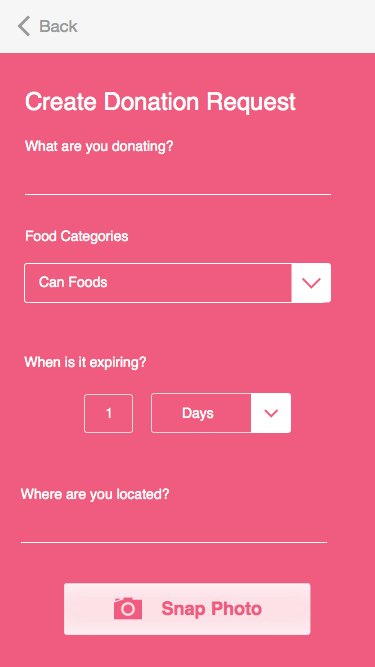 Back
Create Donation Request
What are you donating?
Food Categories
Can Foods
When is it expiring?
1 Days
Where are you located?
Snap Photo